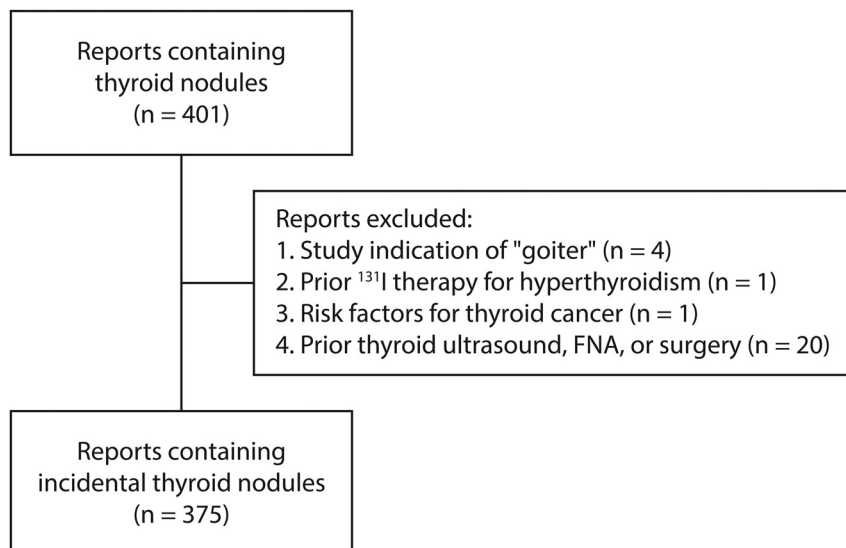 Reports containing
thyroid nodules
(n = 401)
Reports excluded:
1. Study indication of "goiter" (n = 4)
2. Prior ¹³¹I therapy for hyperthyroidism (n = 1)
3. Risk factors for thyroid cancer (n = 1)
4. Prior thyroid ultrasound, FNA, or surgery (n = 20)
Reports containing
incidental thyroid nodules
(n = 375)